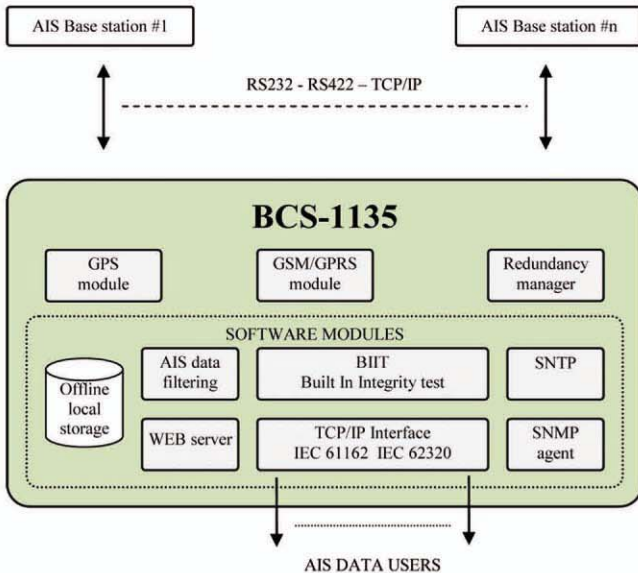 AIS Base station #1
AIS Base station #n
RS232 - RS422 – TCP/IP
BCS-1135
GPS
module
GSM/GPRS
module
Redundancy
manager
SOFTWARE MODULES
Offline
local
storage
AIS data
filtering
BIIT
Built In Integrity test
SNTP
WEB server
TCP/IP Interface
IEC 61162 IEC 62320
SNMP
agent
AIS DATA USERS